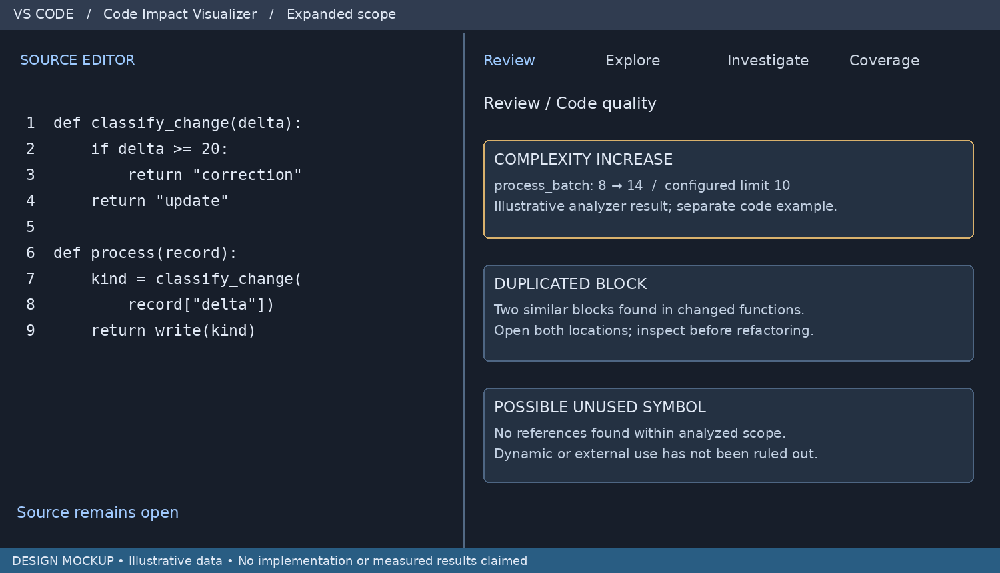 VS CODE / Code Impact Visualizer / Expanded scope
SOURCE EDITOR
1 def classify_change(delta):
2     if delta >= 20:
3         return "correction"
4     return "update"
5
6 def process(record):
7     kind = classify_change(
8         record["delta"])
9     return write(kind)
Source remains open
Review Explore Investigate Coverage
Review / Code quality
COMPLEXITY INCREASE
process_batch: 8 → 14 / configured limit 10
Illustrative analyzer result; separate code example.
DUPLICATED BLOCK
Two similar blocks found in changed functions.
Open both locations; inspect before refactoring.
POSSIBLE UNUSED SYMBOL
No references found within analyzed scope.
Dynamic or external use has not been ruled out.
DESIGN MOCKUP • Illustrative data • No implementation or measured results claimed